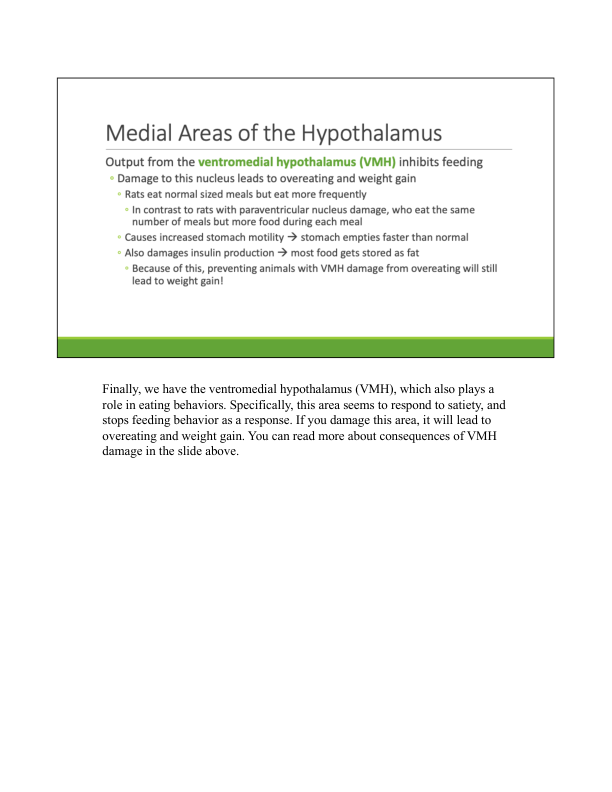 Medial Areas of the Hypothalamus
Output from the ventromedial hypothalamus (VMH) inhibits feeding
▪ Damage to this nucleus leads to overeating and weight gain
▪ Rats eat normal sized meals but eat more frequently
▪ In contrast to rats with paraventricular nucleus damage, who eat the same
number of meals but more food during each meal
▪ Causes increased stomach motility → stomach empties faster than normal
▪ Also damages insulin production → most food gets stored as fat
▪ Because of this, preventing animals with VMH damage from overeating will still
lead to weight gain!
Finally, we have the ventromedial hypothalamus (VMH), which also plays a
role in eating behaviors. Specifically, this area seems to respond to satiety, and
stops feeding behavior as a response. If you damage this area, it will lead to
overeating and weight gain. You can read more about consequences of VMH
damage in the slide above.